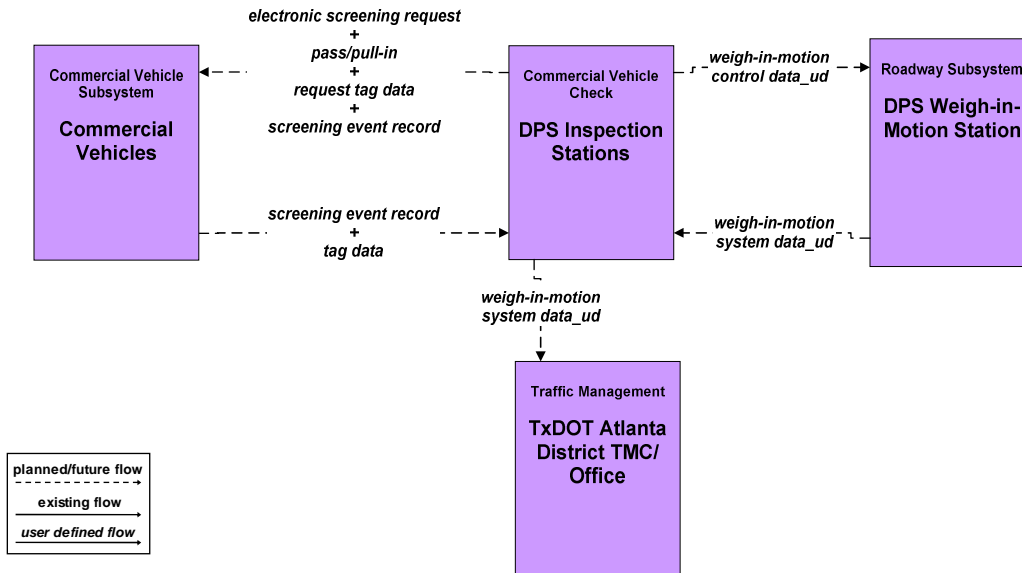 electronic screening request
+
pass/pull-in
+
request tag data
+
screening event record
Commercial Vehicle
Subsystem
Commercial
Vehicles
Commercial Vehicle
Check
DPS Inspection
Stations
weigh-in-motion
control data_ud
Roadway Subsystem
DPS Weigh-in-
Motion Station
screening event record
+
tag data
weigh-in-motion
system data_ud
weigh-in-motion
system data_ud
Traffic Management
TxDOT Atlanta
District TMC/
Office
planned/future flow
existing flow
user defined flow